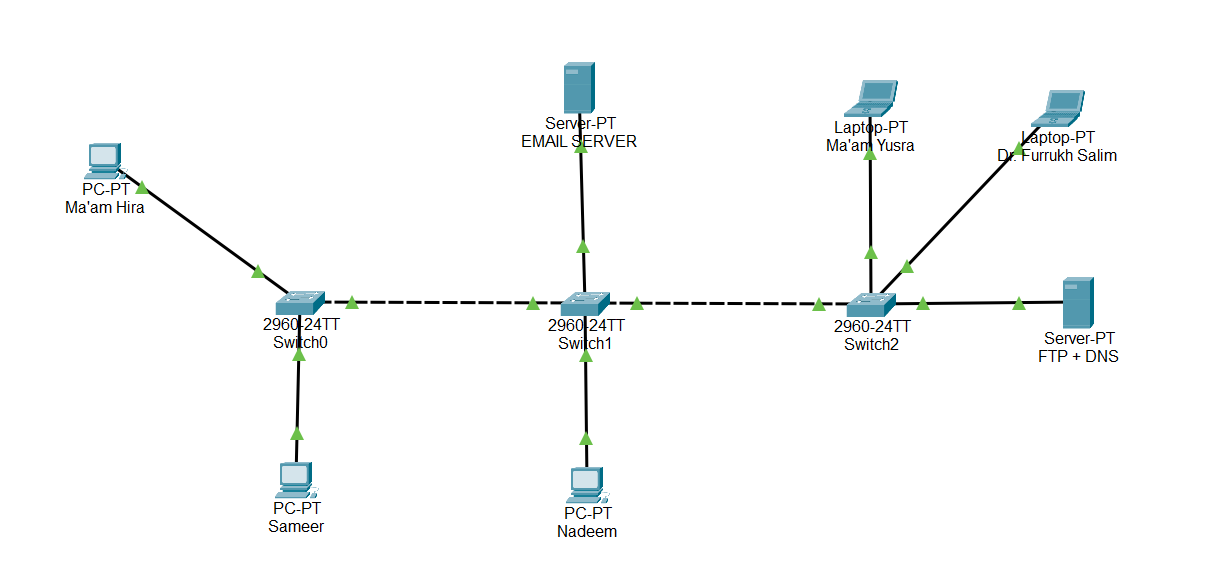 Server-PT
EMAIL SERVER
Laptop-PT
Ma'am Yusra
Laptop-PT
Dr. Furrukh Salim
PC-PT
Ma'am Hira
2960-24TT
Switch0
2960-24TT
Switch1
2960-24TT
Switch2
Server-PT
FTP + DNS
PC-PT
Sameer
PC-PT
Nadeem